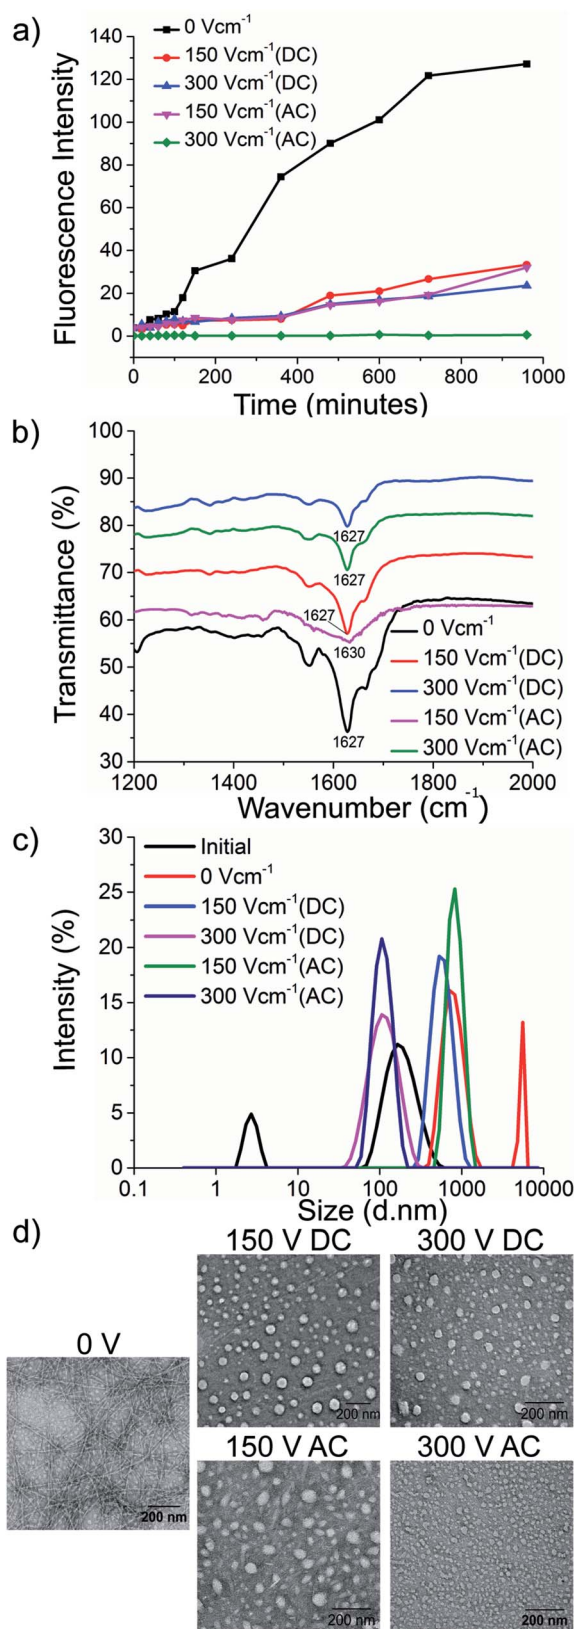 a)
0 Vcm⁻¹
150 Vcm⁻¹(DC)
300 Vcm⁻¹(DC)
150 Vcm⁻¹(AC)
300 Vcm⁻¹(AC)
Fluorescence Intensity
140
120
100
80
60
40
20
0
0 200 400 600 800 1000
Time (minutes)
b)
Transmittance (%)
100
90
80
70
60
50
40
30
1627
1627
1627
1630
1627
0 Vcm⁻¹
150 Vcm⁻¹(DC)
300 Vcm⁻¹(DC)
150 Vcm⁻¹(AC)
300 Vcm⁻¹(AC)
1200 1400 1600 1800 2000
Wavenumber (cm⁻¹)
c)
Initial
0 Vcm⁻¹
150 Vcm⁻¹(DC)
300 Vcm⁻¹(DC)
150 Vcm⁻¹(AC)
300 Vcm⁻¹(AC)
Intensity (%)
30
25
20
15
10
5
0
0.1 1 10 100 1000 10000
Size (d.nm)
d)
150 V DC 300 V DC
200 nm 200 nm
0 V
200 nm
150 V AC 300 V AC
200 nm 200 nm